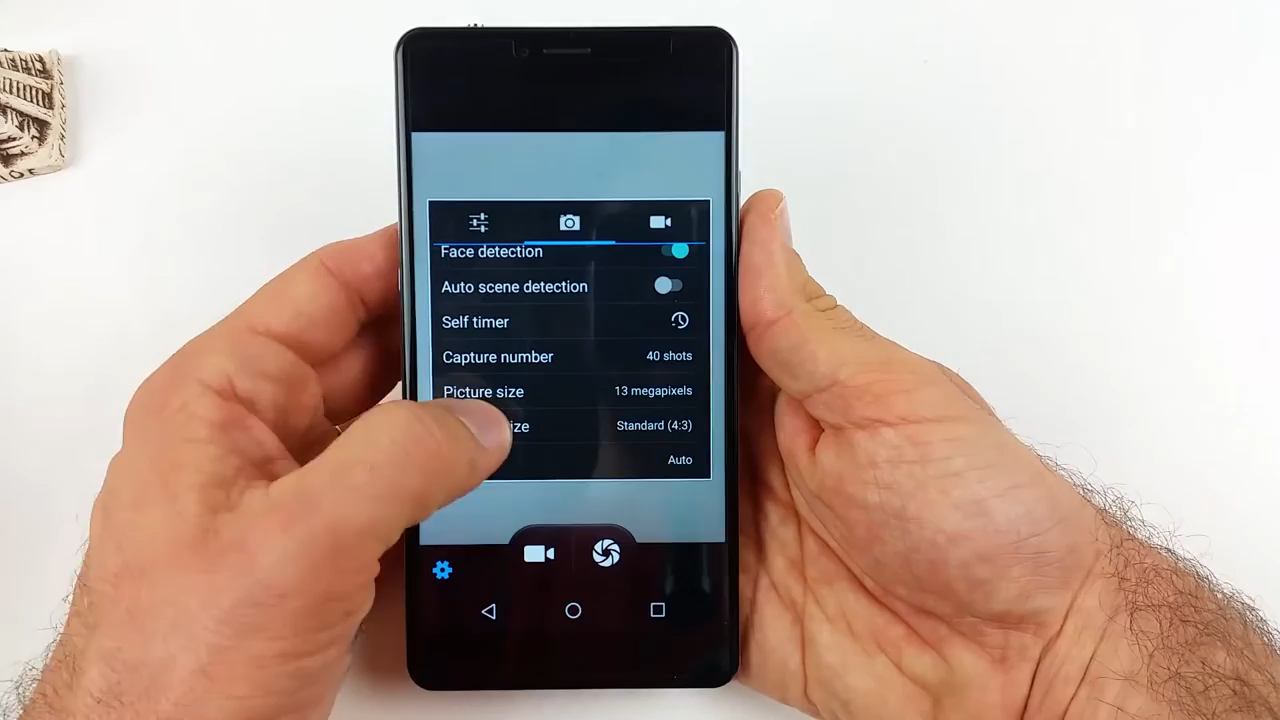 Face detection
Auto scene detection
Self timer
Capture number 40 shots
Picture size 13 megapixels
Standard (4:3)
Auto